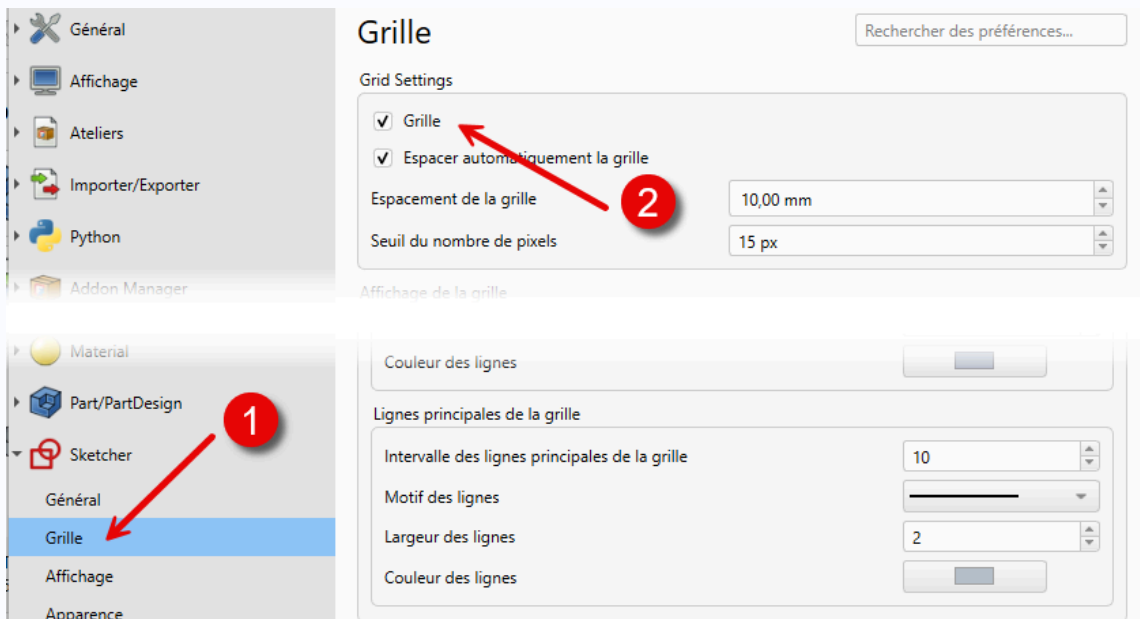 Général
Affichage
Ateliers
Importer/Exporter
Python
Addon Manager
Material
Part/PartDesign
1
Sketcher
Général
Grille
Affichage
Apparence
Grille
Rechercher des préférences...
Grid Settings
Grille
Espacer automatiquement la grille
2
Espacement de la grille 10,00 mm
Seuil du nombre de pixels 15 px
Affichage de la grille
Couleur des lignes
Lignes principales de la grille
Intervalle des lignes principales de la grille 10
Motif des lignes
Largeur des lignes 2
Couleur des lignes